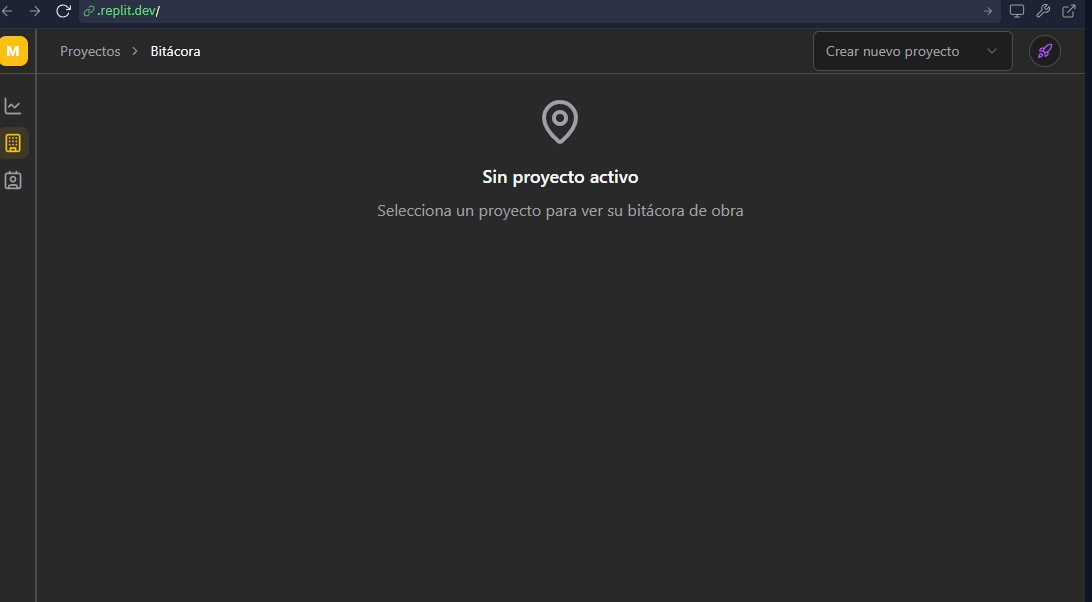 .replit.dev/
M
Proyectos > Bitácora
Crear nuevo proyecto
Sin proyecto activo
Selecciona un proyecto para ver su bitácora de obra